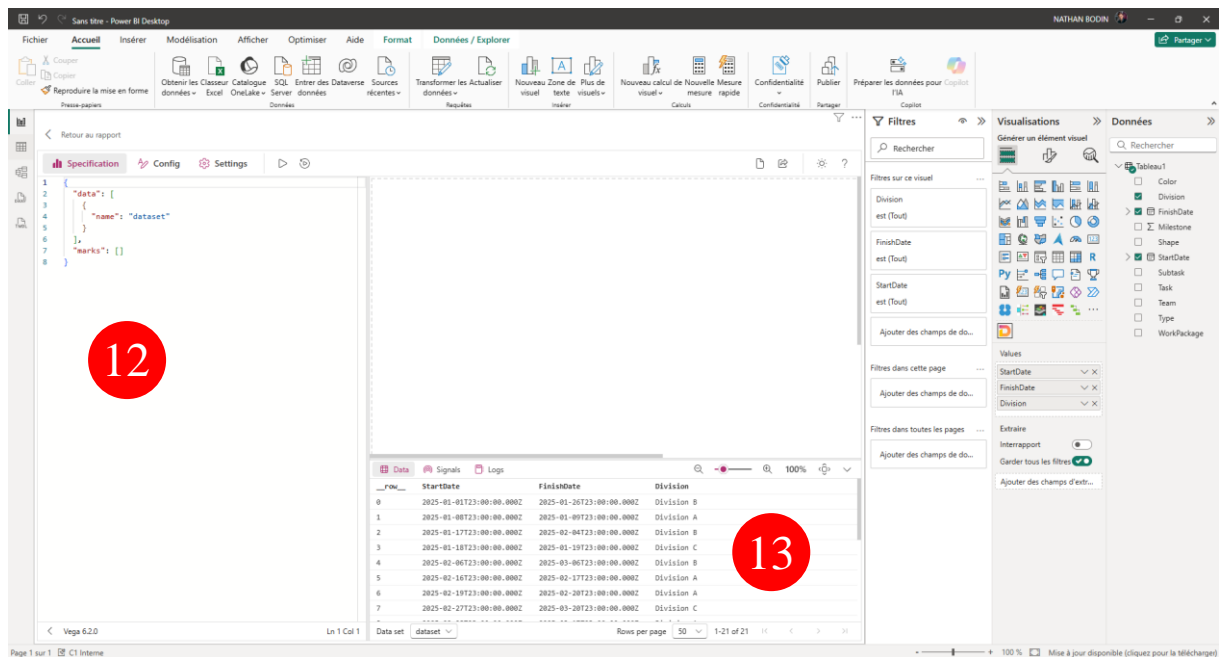 Sans titre - Power BI Desktop
NATHAN BODIN
Fichier Accueil Insérer Modélisation Afficher Optimiser Aide Format Données / Explorer
Partager
Coller
Couper
Copier
Reproduire la mise en forme
Presse-papiers
Obtenir les données
Classeur Excel
Catalogue OneLake
SQL Server
Entrer des données
Dataverse
Sources récentes
Données
Transformer les données
Actualiser
Requêtes
Nouveau visuel
Zone de texte
Plus de visuels
Insérer
Nouveau calcul de visuel
Nouvelle mesure
Mesure rapide
Calculs
Confidentialité
Confidentialité
Publier
Partager
Préparer les données pour l'IA
Copilot
Copilot
Retour au rapport
Specification Config Settings
1 {
2 "data": [
3 {
4 "name": "dataset"
5 }
6 ],
7 "marks": []
8 }
12
Vega 6.2.0
Ln 1 Col 1
Data Signals Logs
100%
__row__ StartDate FinishDate Division
0 2025-01-01T23:00:00.000Z 2025-01-26T23:00:00.000Z Division B
1 2025-01-08T23:00:00.000Z 2025-01-09T23:00:00.000Z Division A
2 2025-01-17T23:00:00.000Z 2025-02-04T23:00:00.000Z Division B
3 2025-01-18T23:00:00.000Z 2025-01-19T23:00:00.000Z Division C
4 2025-02-06T23:00:00.000Z 2025-03-06T23:00:00.000Z Division B
5 2025-02-16T23:00:00.000Z 2025-02-17T23:00:00.000Z Division A
6 2025-02-19T23:00:00.000Z 2025-02-20T23:00:00.000Z Division A
7 2025-02-27T23:00:00.000Z 2025-03-20T23:00:00.000Z Division C
13
Data set dataset
Rows per page 50 1-21 of 21
Filtres
Rechercher
Filtres sur ce visuel
Division
est (Tout)
FinishDate
est (Tout)
StartDate
est (Tout)
Ajouter des champs de do...
Filtres dans cette page
Ajouter des champs de do...
Filtres dans toutes les pages
Ajouter des champs de do...
Visualisations
Générer un élément visuel
R
Py
Values
StartDate
FinishDate
Division
Extraire
Interrapport
Garder tous les filtres
Ajouter des champs d'extr...
Données
Rechercher
Tableau1
Color
Division
FinishDate
Milestone
Shape
StartDate
Subtask
Task
Team
Type
WorkPackage
Page 1 sur 1 C1 Interne
100 %
Mise à jour disponible (cliquez pour la télécharger)